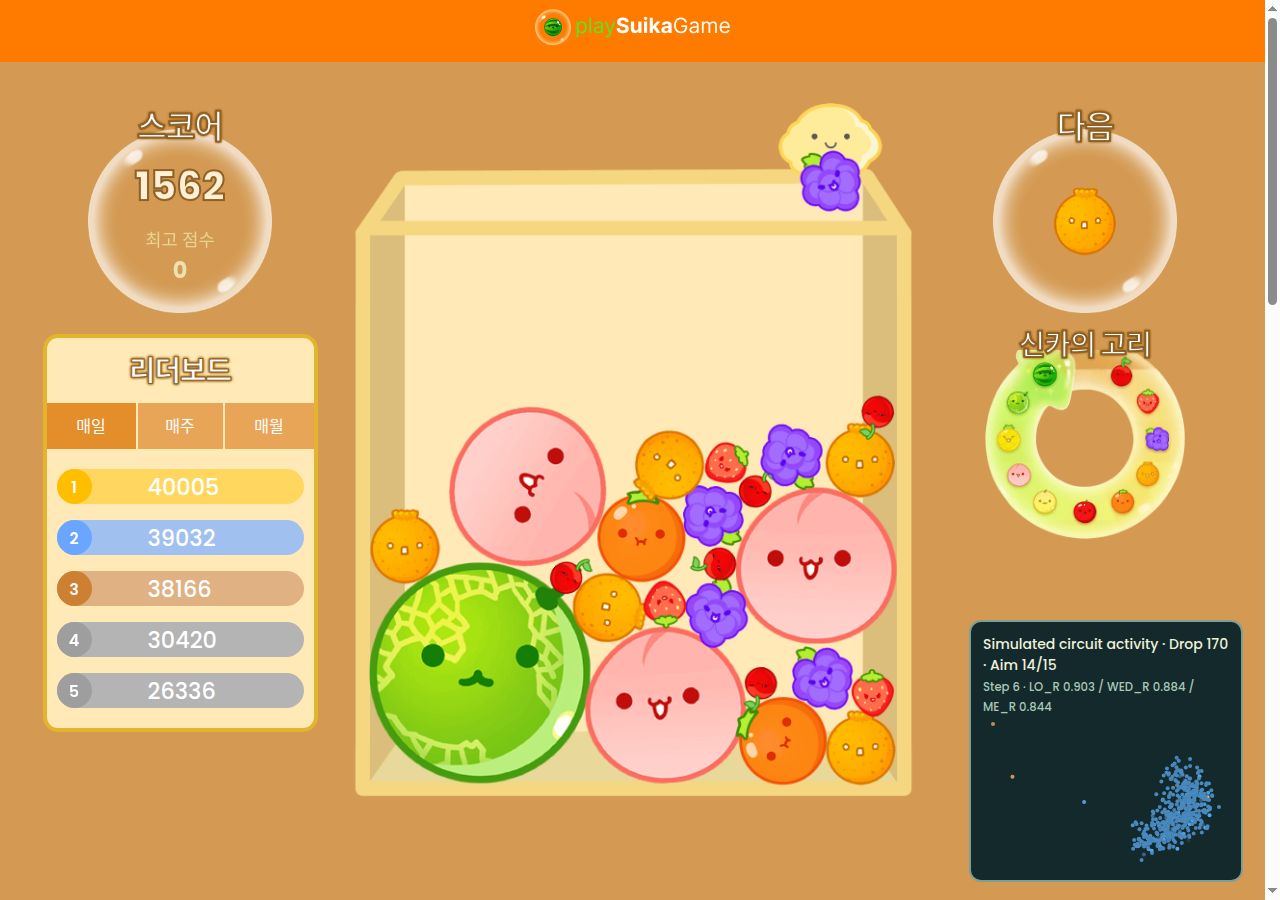 playSuikaGame
스코어
1562
최고 점수
0
다음
리더보드
매일 매주 매월
1 40005
2 39032
3 38166
4 30420
5 26336
신카의 고리
Simulated circuit activity · Drop 170
· Aim 14/15
Step 6 · LO_R 0.903 / WED_R 0.884 /
ME_R 0.844